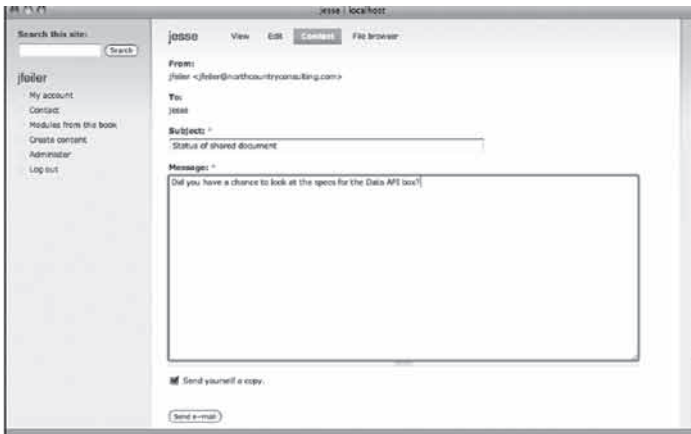 jesse | localhost
Search this site:
Search
jfeiler
My account
Contact
Modules from this book
Create content
Administer
Log out
jesse
View Edit Contact File browser
From:
jfeiler <jfeiler@northcountryconsulting.com>
To:
jesse
Subject: *
Status of shared document
Message: *
Did you have a chance to look at the specs for the Data API box?
Send yourself a copy.
Send e-mail